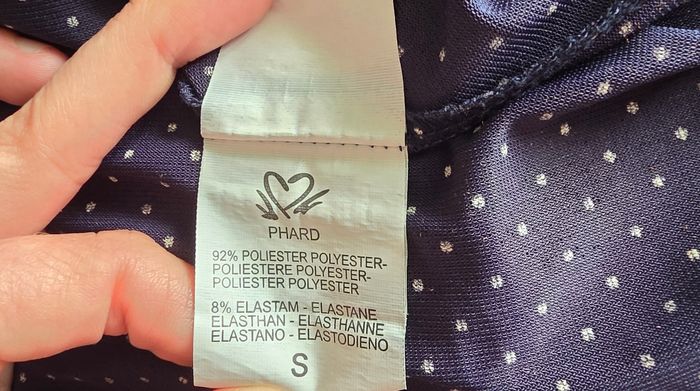 PHARD
92% POLIESTER POLYESTER-
POLIESTERE POLYESTER-
POLIESTER POLYESTER
8% ELASTAM - ELASTANE
ELASTHAN - ELASTHANNE
ELASTANO - ELASTODIENO
S